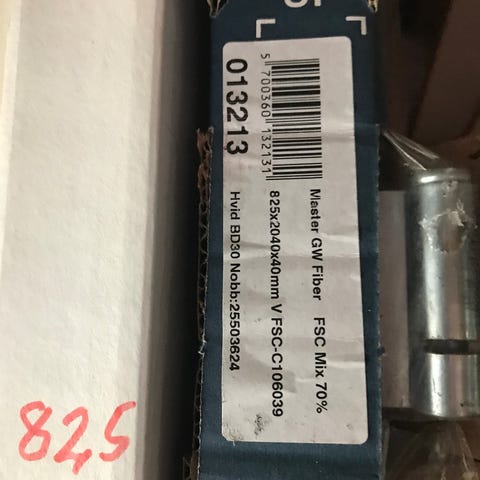 Master GW Fiber FSC Mix 70%
825x2040x40mm V FSC-C106039
Hvid BD30 Nobb:25503624
5 700360 132131
013213
825